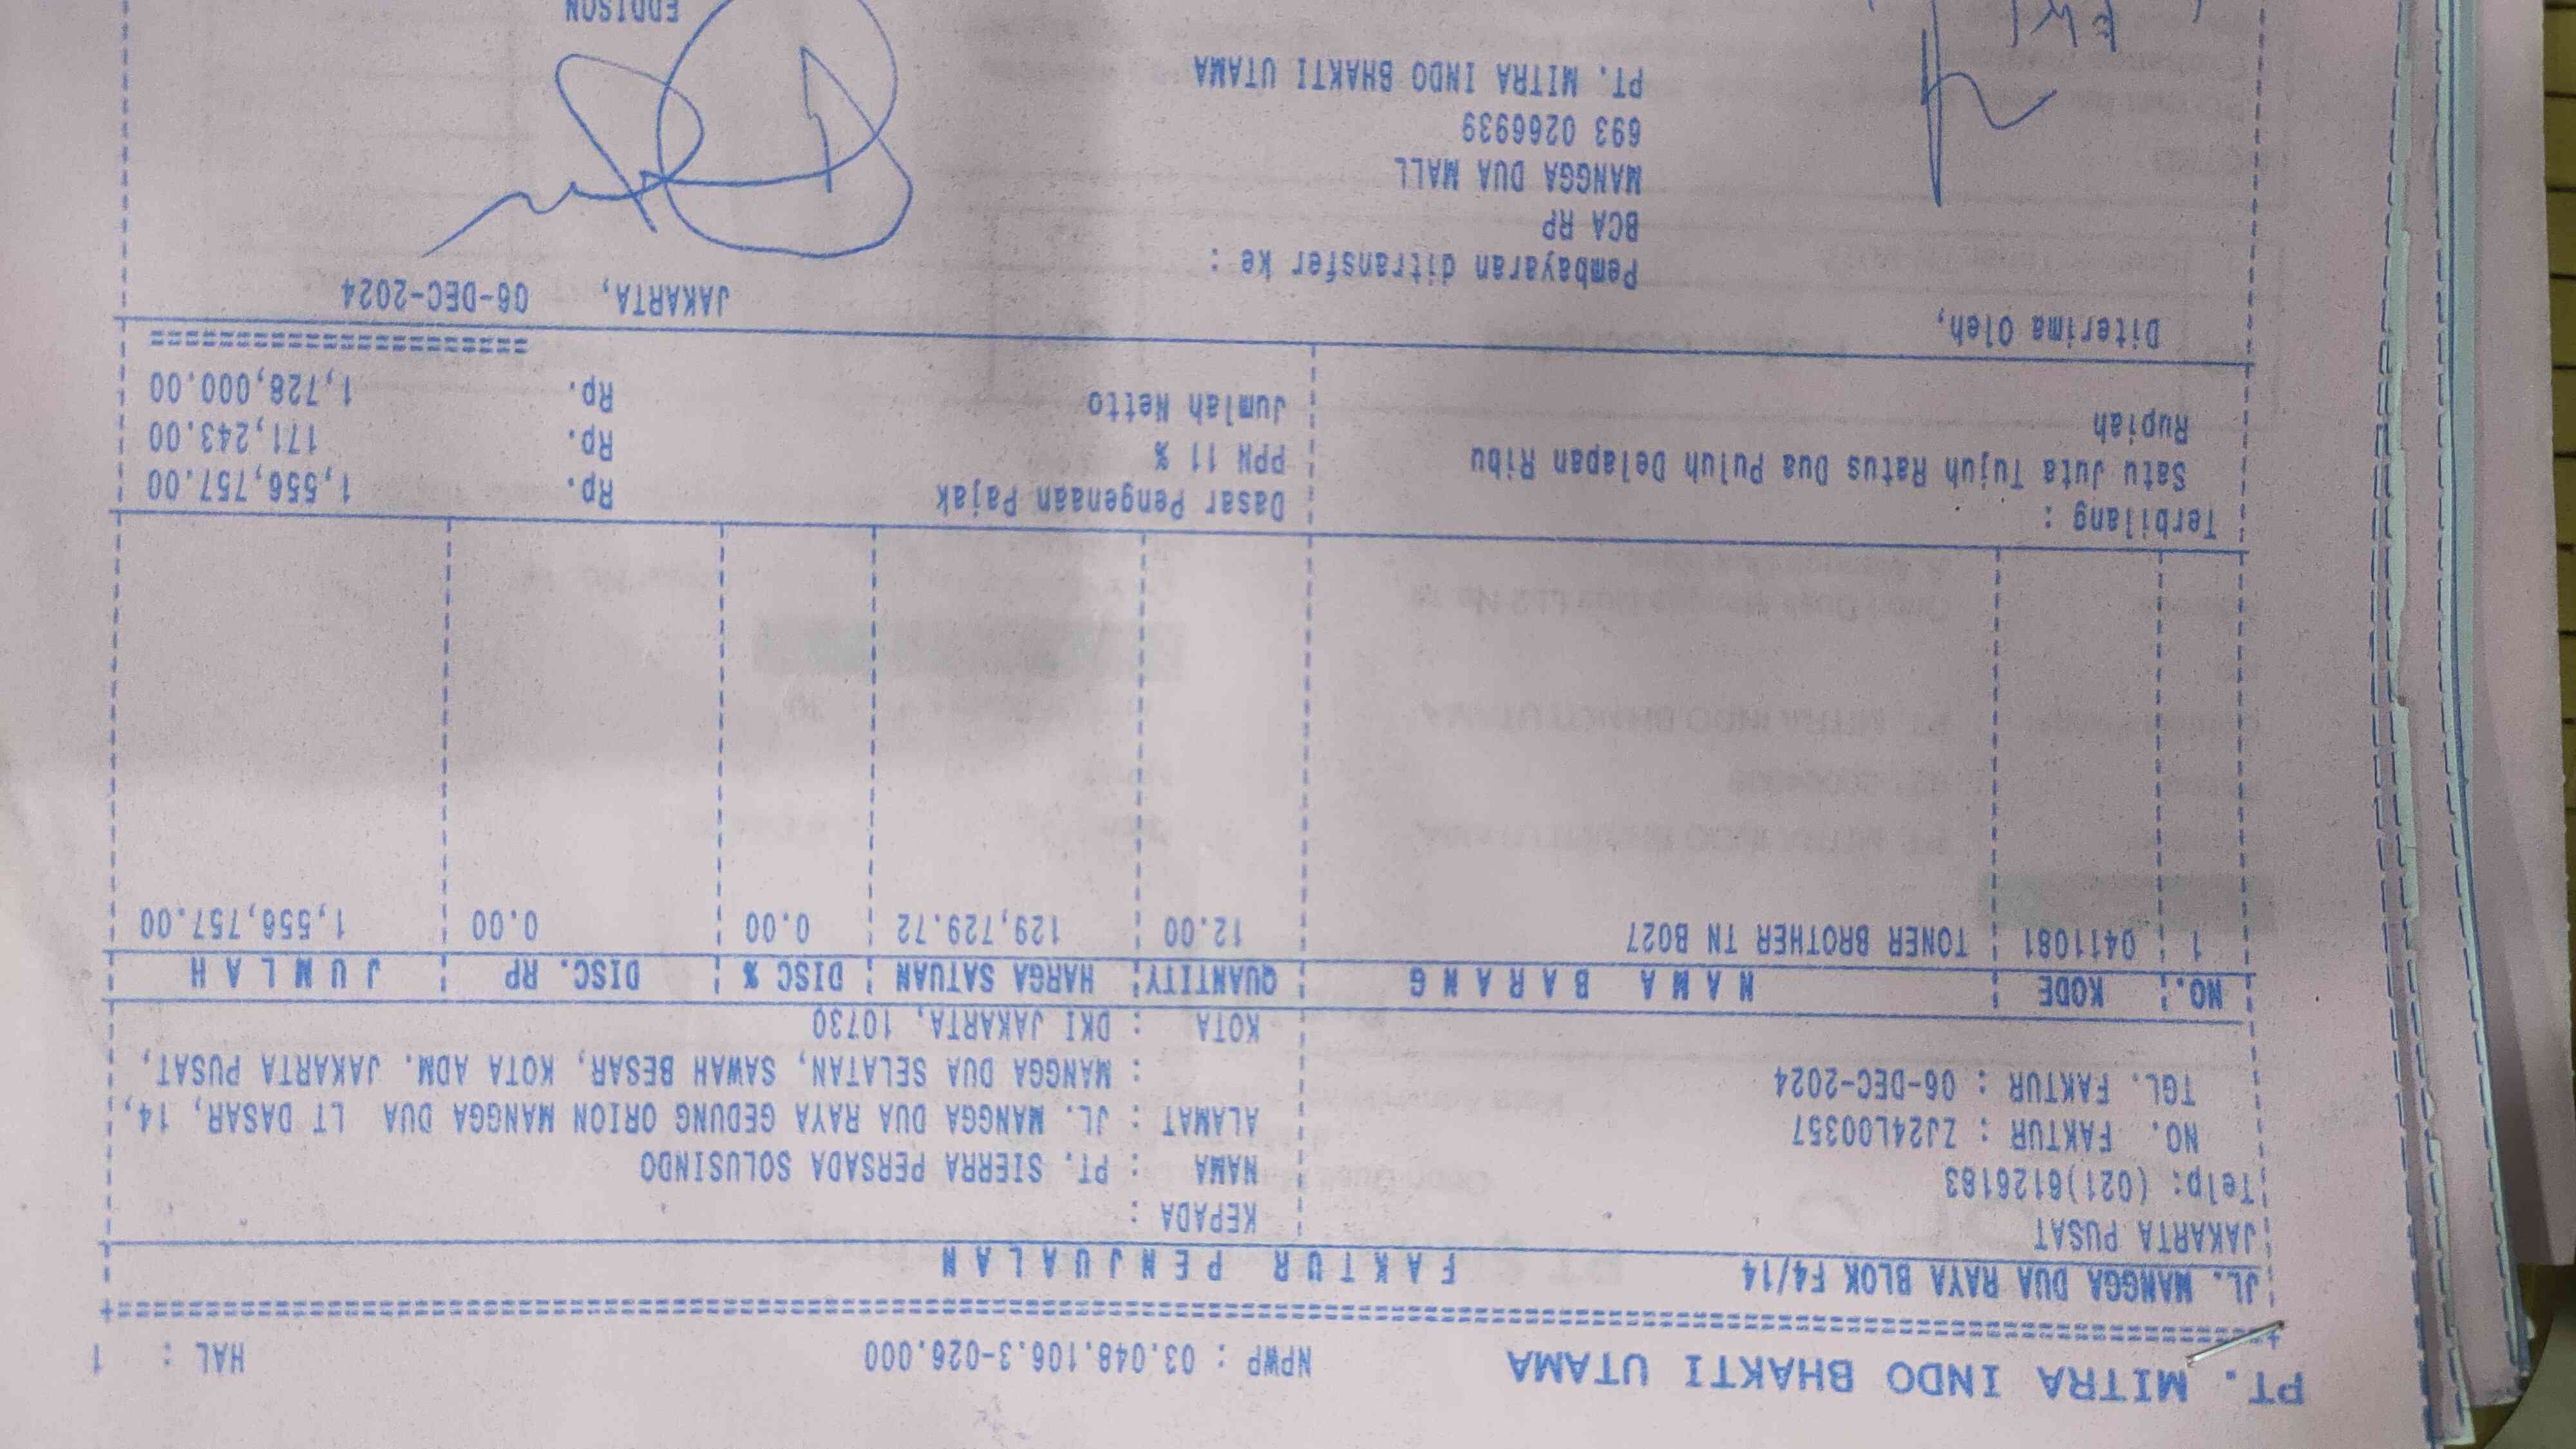 PT. MITRA INDO BHAKTI UTAMA NPWP : 03.048.106.3-026.000 HAL : 1
JL. MANGGA DUA RAYA BLOK F4/14 FAKTUR PENJUALAN
JAKARTA PUSAT
Telp: (021)6126183
NO. FAKTUR : ZJ24L00357
TGL. FAKTUR : 06-DEC-2024
KEPADA :
NAMA : PT. SIERRA PERSADA SOLUSINDO
ALAMAT : JL. MANGGA DUA RAYA GEDUNG ORION MANGGA DUA LT DASAR, 14,
: MANGGA DUA SELATAN, SAWAH BESAR, KOTA ADM. JAKARTA PUSAT,
KOTA : DKI JAKARTA, 10730
NO. KODE NAMA BARANG QUANTITY HARGA SATUAN DISC % DISC. RP JUMLAH
1 0411081 TONER BROTHER TN B027 12.00 129,729.72 0.00 0.00 1,556,757.00
Terbilang :
Satu Juta Tujuh Ratus Dua Puluh Delapan Ribu
Rupiah
Dasar Pengenaan Pajak Rp. 1,556,757.00
PPN 11 % Rp. 171,243.00
Jumlah Netto Rp. 1,728,000.00
Diterima Oleh,
Pembayaran ditransfer ke :
BCA RP
MANGGA DUA MALL
693 0266939
PT. MITRA INDO BHAKTI UTAMA
JAKARTA, 06-DEC-2024
EDDISON